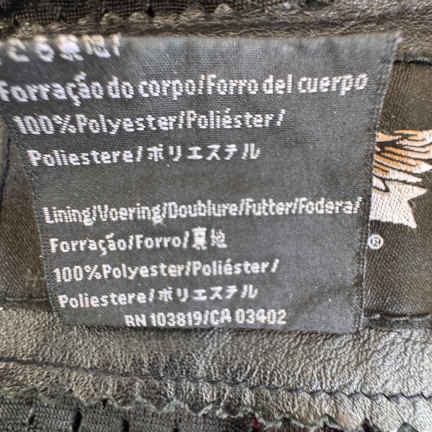 裏地/
Forração do corpo/Forro del cuerpo
100%Polyester/Poliéster/
Poliestere/ポリエステル
Lining/Voering/Doublure/Futter/Fodera/
Forração/Forro/裏地
100%Polyester/Poliéster/
Poliestere/ポリエステル
RN 103819/CA 03402
®